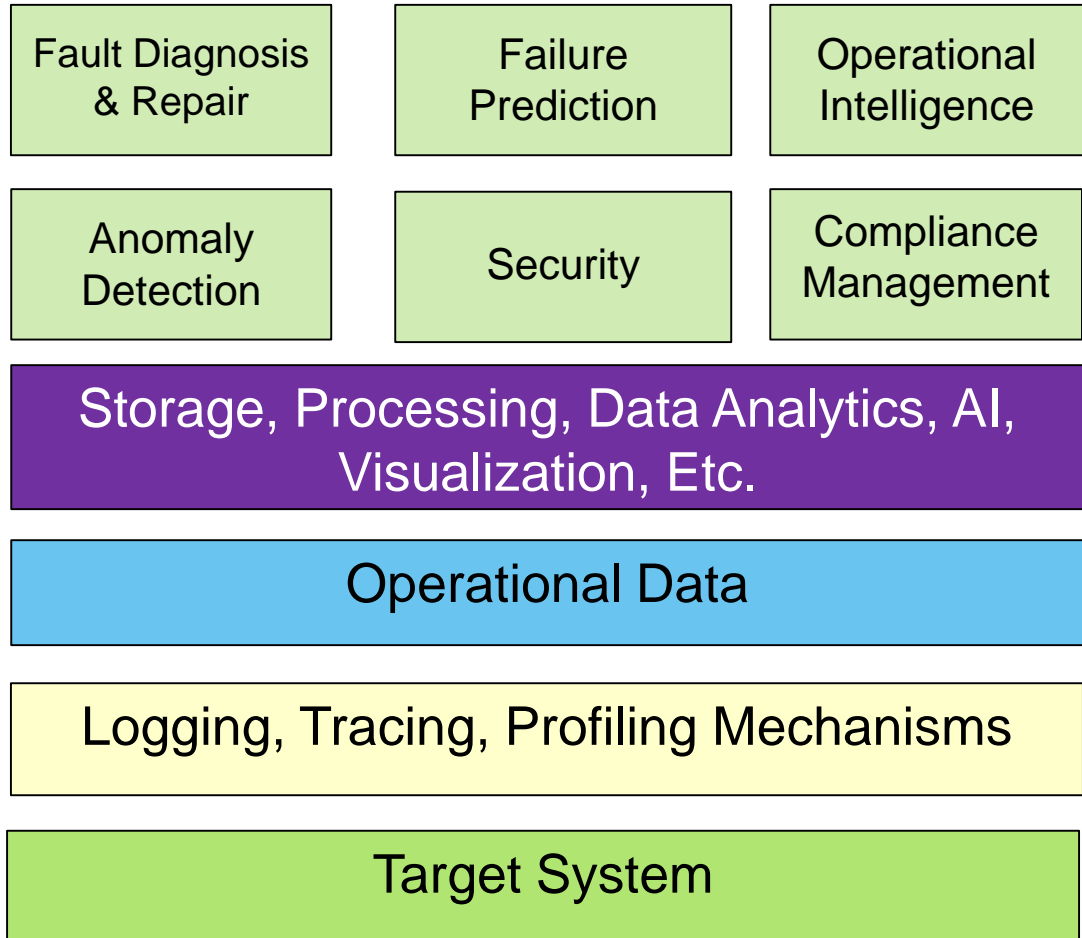 Fault Diagnosis
& Repair
Failure
Prediction
Operational
Intelligence
Anomaly
Detection
Security
Compliance
Management
Storage, Processing, Data Analytics, AI,
Visualization, Etc.
Operational Data
Logging, Tracing, Profiling Mechanisms
Target System